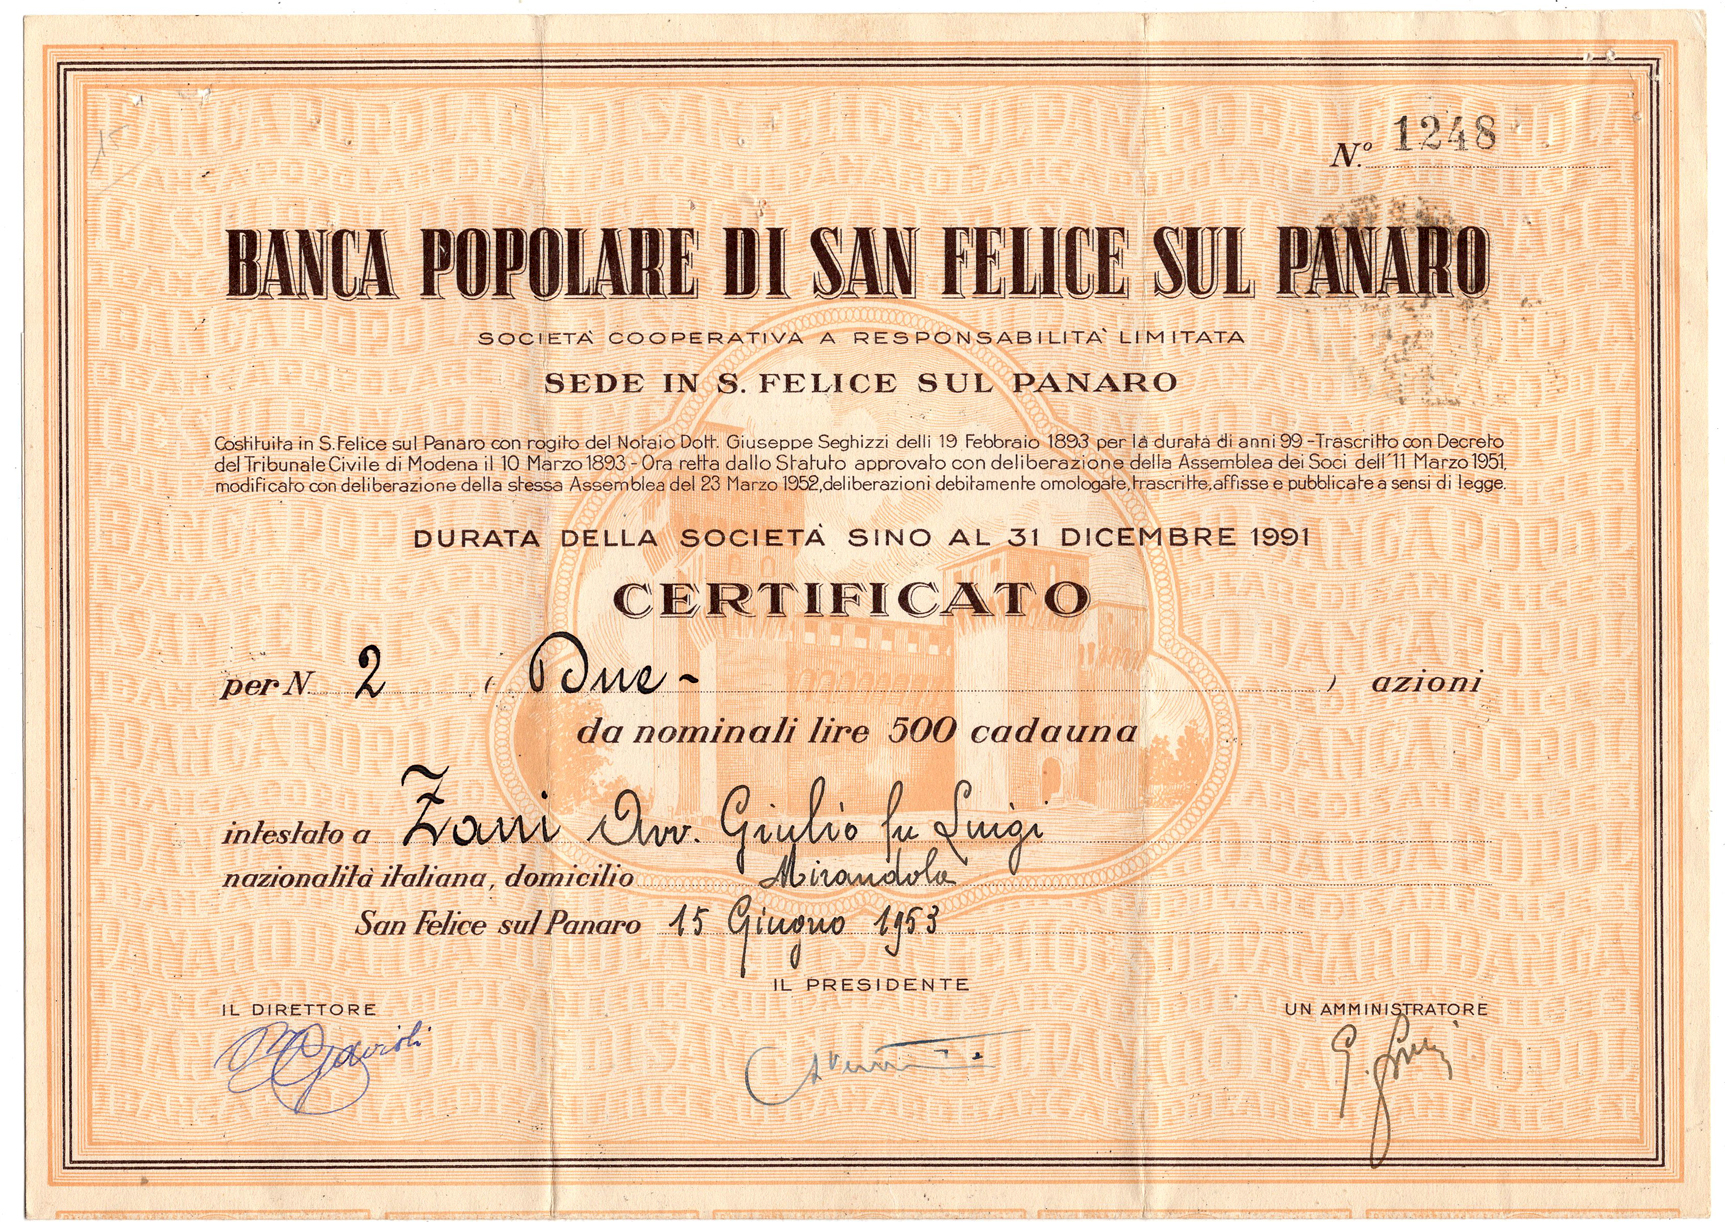 15
N.º 1248
BANCA POPOLARE DI SAN FELICE SUL PANARO
SOCIETÀ COOPERATIVA A RESPONSABILITÀ LIMITATA
SEDE IN S. FELICE SUL PANARO
Costituita in S. Felice sul Panaro con rogito del Notaio Dott. Giuseppe Seghizzi delli 19 Febbraio 1893 per la durata di anni 99 - Trascritto con Decreto
del Tribunale Civile di Modena il 10 Marzo 1893 - Ora retta dallo Statuto approvato con deliberazione della Assemblea dei Soci dell'11 Marzo 1951,
modificato con deliberazione della stessa Assemblea del 23 Marzo 1952, deliberazioni debitamente omologate, trascritte, affisse e pubblicate a sensi di legge.
DURATA DELLA SOCIETÀ SINO AL 31 DICEMBRE 1991
CERTIFICATO
per N. 2 ( Due - ) azioni
da nominali lire 500 cadauna
intestato a Zani Avv. Giulio fu Luigi
nazionalità italiana, domicilio Mirandola
San Felice sul Panaro 15 Giugno 1953
IL PRESIDENTE
IL DIRETTORE
UN AMMINISTRATORE
Gavioli